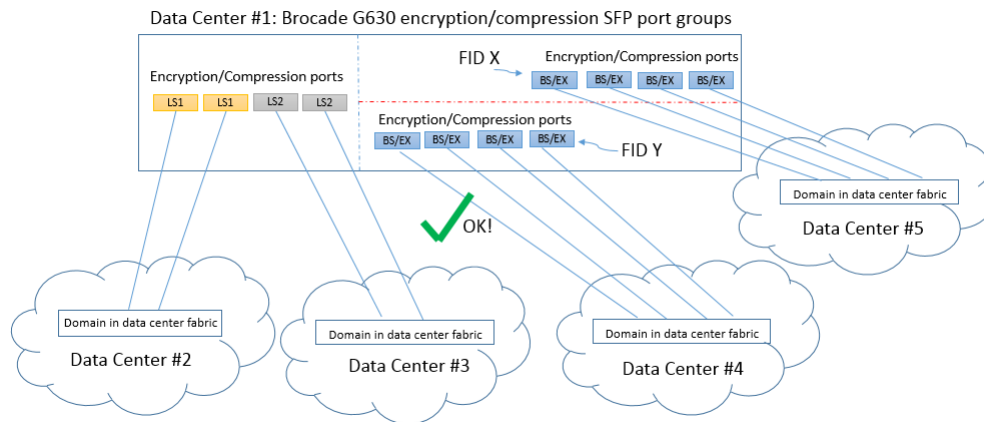 Data Center #1: Brocade G630 encryption/compression SFP port groups
FID X
Encryption/Compression ports
BS/EX BS/EX BS/EX BS/EX
Encryption/Compression ports
LS1 LS1 LS2 LS2
Encryption/Compression ports
BS/EX BS/EX BS/EX BS/EX
FID Y
OK!
Domain in data center fabric
Data Center #5
Domain in data center fabric
Data Center #2
Domain in data center fabric
Data Center #3
Domain in data center fabric
Data Center #4